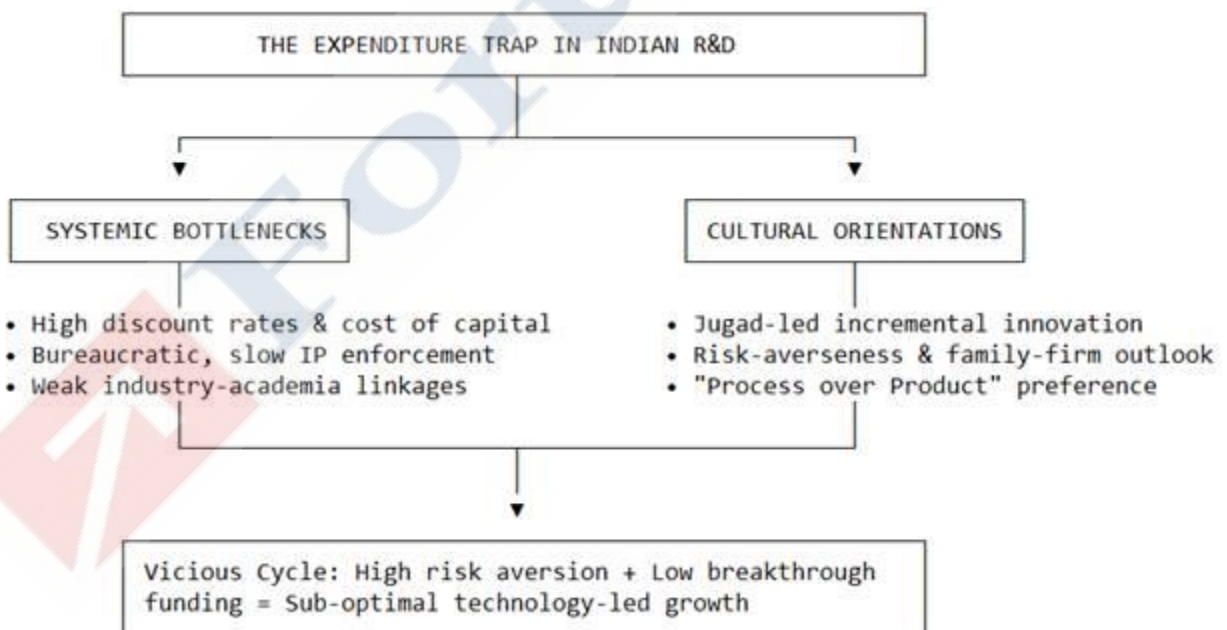 THE EXPENDITURE TRAP IN INDIAN R&D
SYSTEMIC BOTTLENECKS
• High discount rates & cost of capital
• Bureaucratic, slow IP enforcement
• Weak industry-academia linkages
CULTURAL ORIENTATIONS
• Jugad-led incremental innovation
• Risk-averseness & family-firm outlook
• "Process over Product" preference
Vicious Cycle: High risk aversion + Low breakthrough
funding = Sub-optimal technology-led growth
For